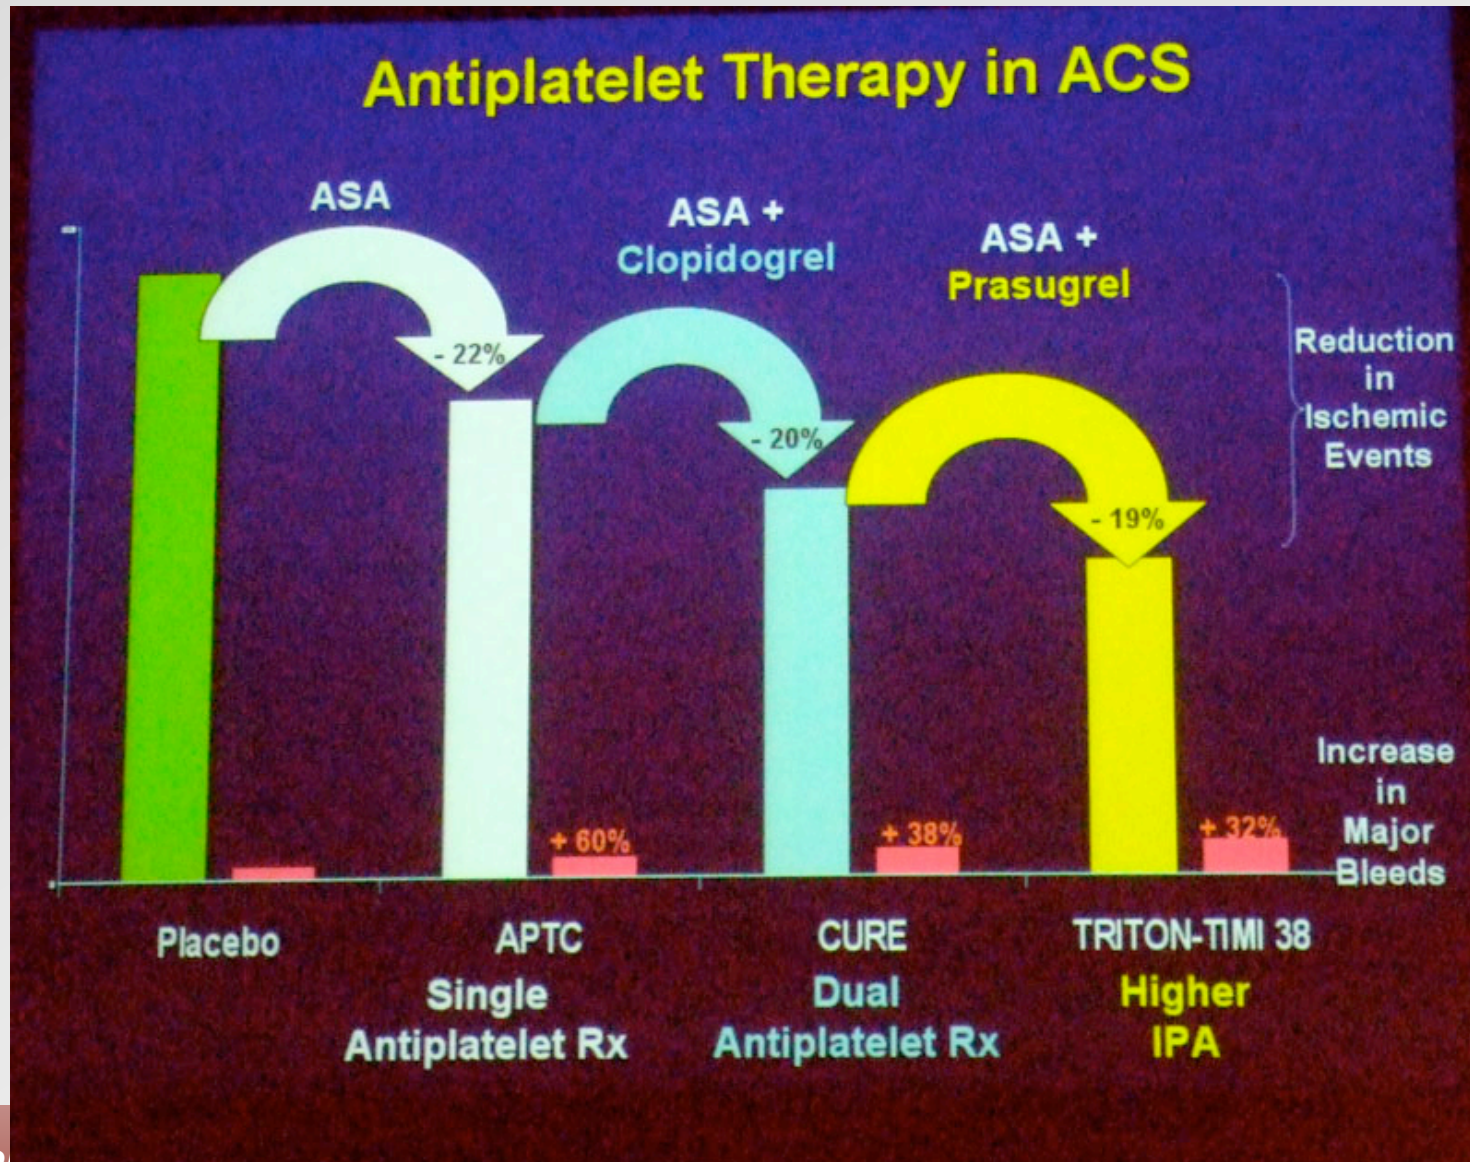 Antiplatelet Therapy in ACS
ASA
ASA +
Clopidogrel
ASA +
Prasugrel
- 22%
- 20%
- 19%
Reduction
in
Ischemic
Events
+ 60%
+ 38%
+ 32%
Increase
in
Major
Bleeds
Placebo
APTC
CURE
TRITON-TIMI 38
Single
Antiplatelet Rx
Dual
Antiplatelet Rx
Higher
IPA